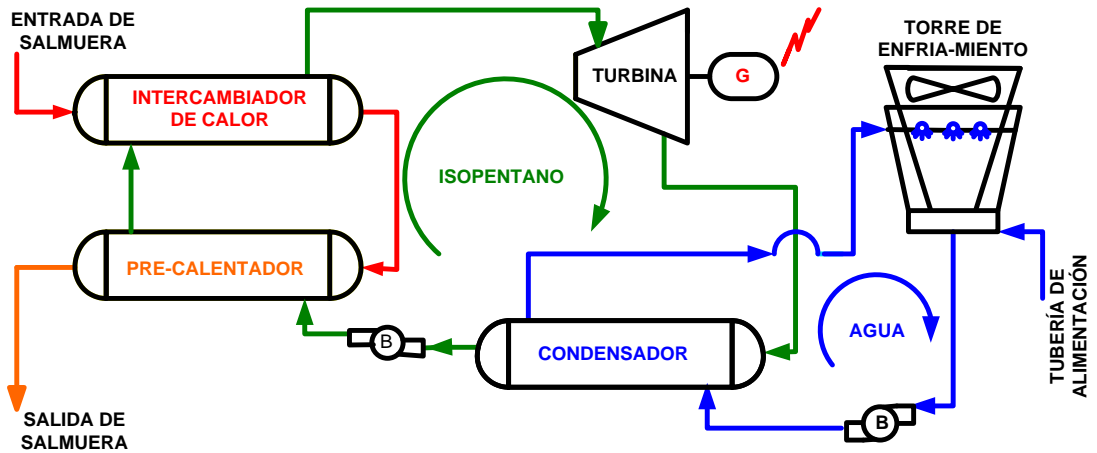 ENTRADA DE
SALMUERA
INTERCAMBIADOR
DE CALOR
TURBINA
G
TORRE DE
ENFRIA-MIENTO
ISOPENTANO
PRE-CALENTADOR
B
CONDENSADOR
AGUA
B
TUBERÍA DE
ALIMENTACIÓN
SALIDA DE
SALMUERA